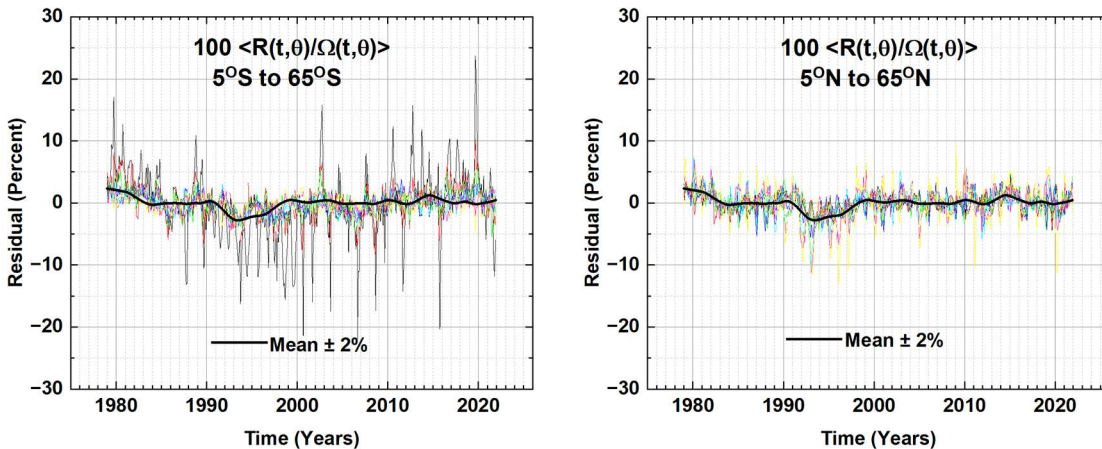 30
20
10
0
−10
−20
−30
Residual (Percent)
100 <R(t,θ)/Ω(t,θ)>
5ᴼS to 65ᴼS
Mean ± 2%
1980 1990 2000 2010 2020
Time (Years)
30
20
10
0
−10
−20
−30
Residual (Percent)
100 <R(t,θ)/Ω(t,θ)>
5ᴼN to 65ᴼN
Mean ± 2%
1980 1990 2000 2010 2020
Time (Years)